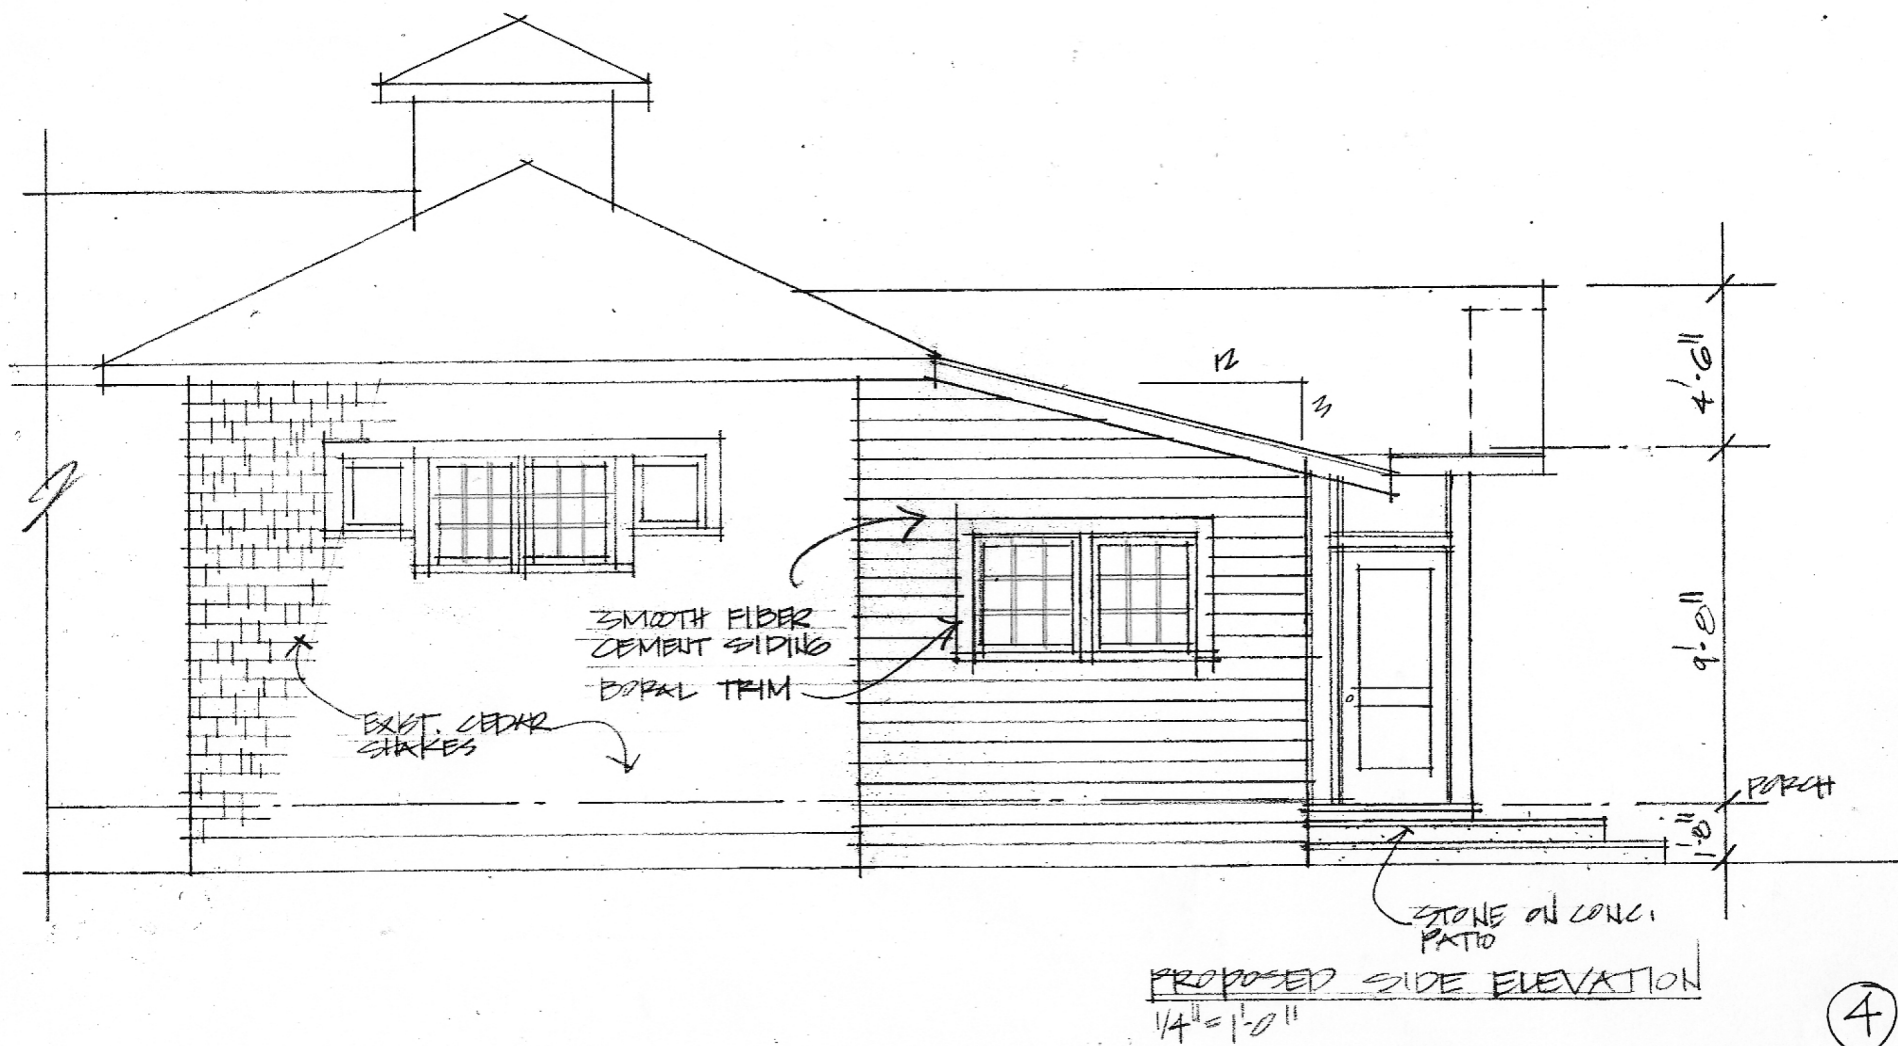 12
3
4'-6"
SMOOTH FIBER
CEMENT SIDING
BORAL TRIM
9'-0"
EXIST. CEDAR
SHAKES
PORCH
1'-0"
STONE ON CONC.
PATIO
PROPOSED SIDE ELEVATION
1/4"=1'-0"
4